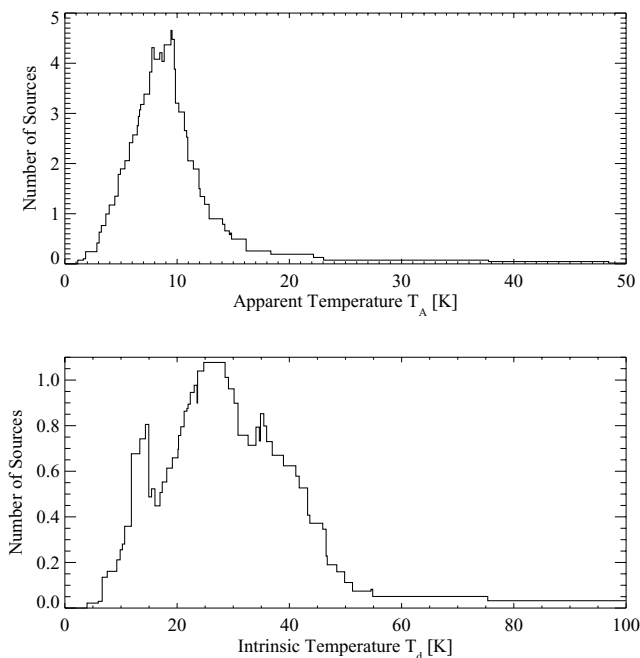 5
4
3
2
1
0
Number of Sources
0 10 20 30 40 50
Apparent Temperature T_A [K]
1.0
0.8
0.6
0.4
0.2
0.0
Number of Sources
0 20 40 60 80 100
Intrinsic Temperature T_d [K]